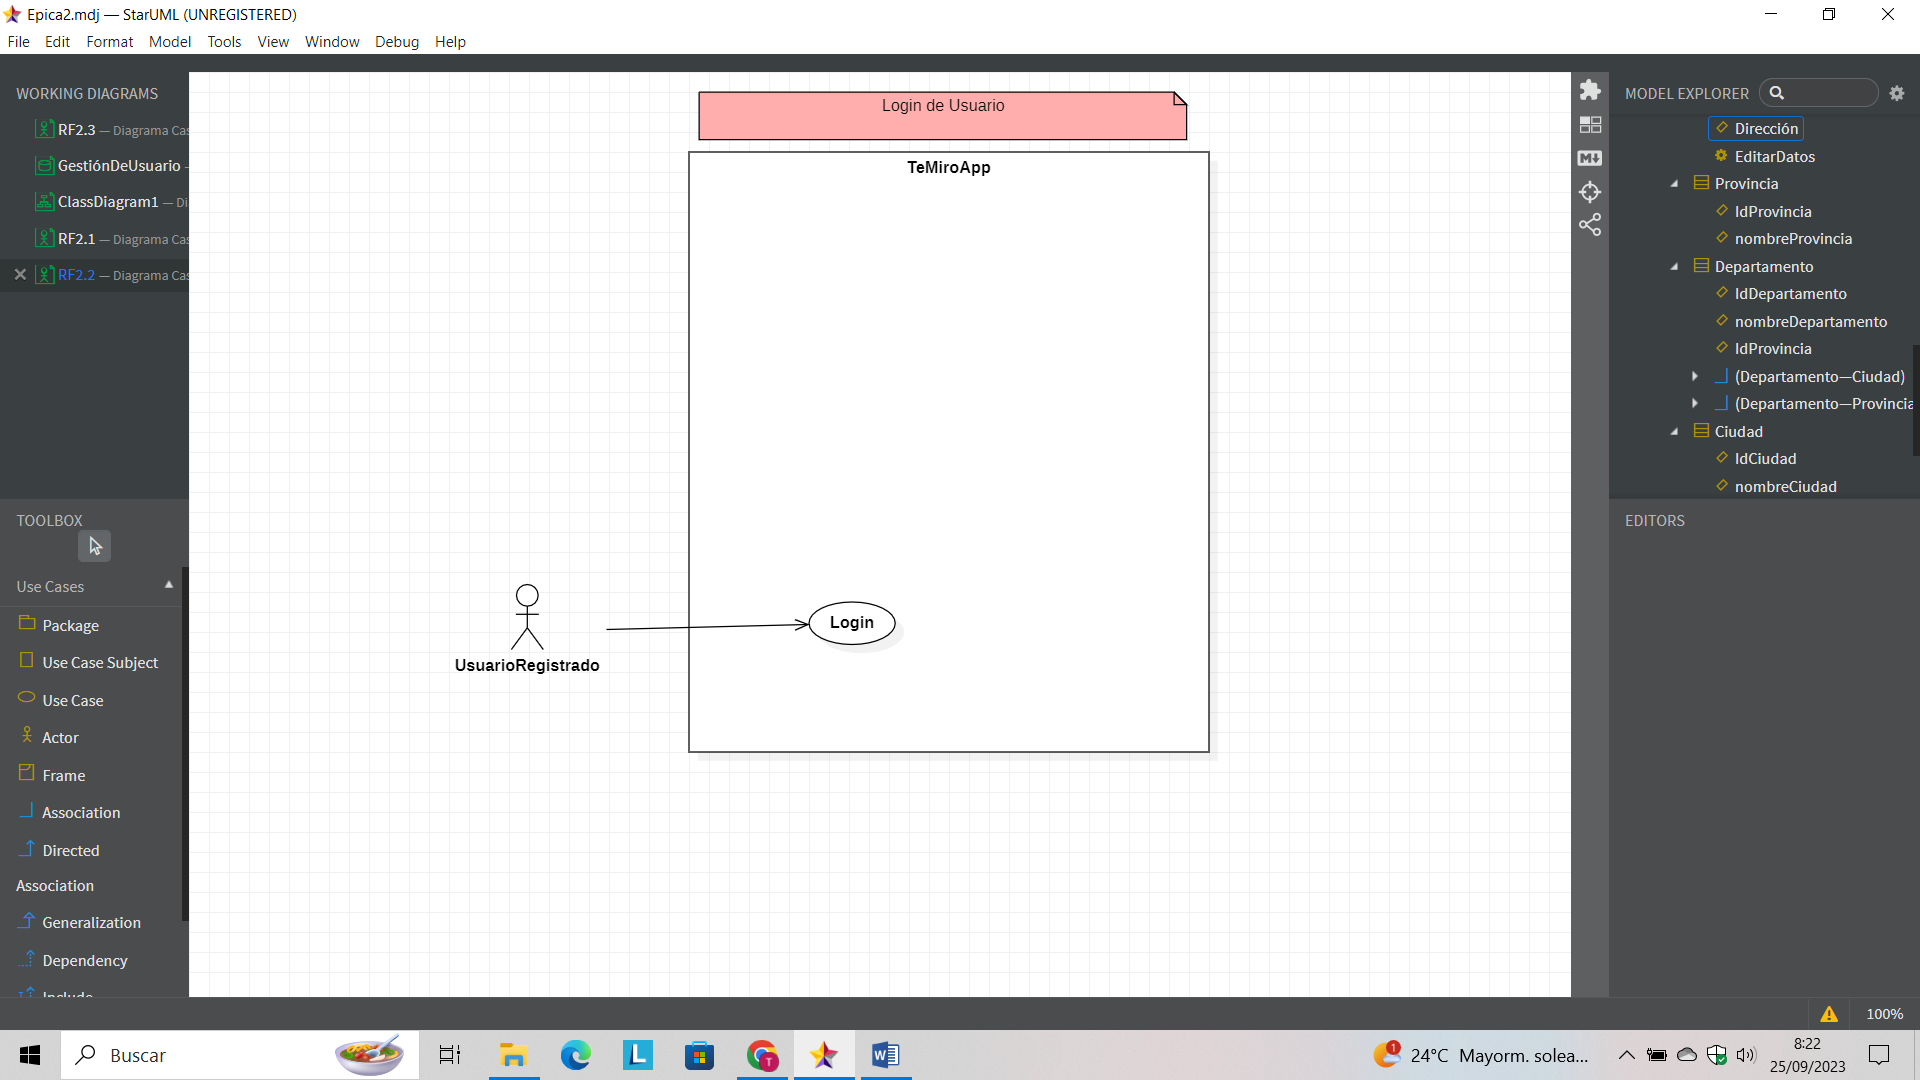 Epica2.mdj — StarUML (UNREGISTERED)
File Edit Format Model Tools View Window Debug Help
WORKING DIAGRAMS
RF2.3 — Diagrama Cas
GestiónDeUsuario —
ClassDiagram1 — Di
RF2.1 — Diagrama Cas
RF2.2 — Diagrama Cas
TOOLBOX
Use Cases
Package
Use Case Subject
Use Case
Actor
Frame
Association
Directed
Association
Generalization
Dependency
Include
Login de Usuario
TeMiroApp
UsuarioRegistrado
Login
MODEL EXPLORER
Dirección
EditarDatos
Provincia
IdProvincia
nombreProvincia
Departamento
IdDepartamento
nombreDepartamento
IdProvincia
(Departamento—Ciudad)
(Departamento—Provincia
Ciudad
IdCiudad
nombreCiudad
EDITORS
100%
Buscar
L
T
W
1
24°C Mayorm. solea...
8:22
25/09/2023